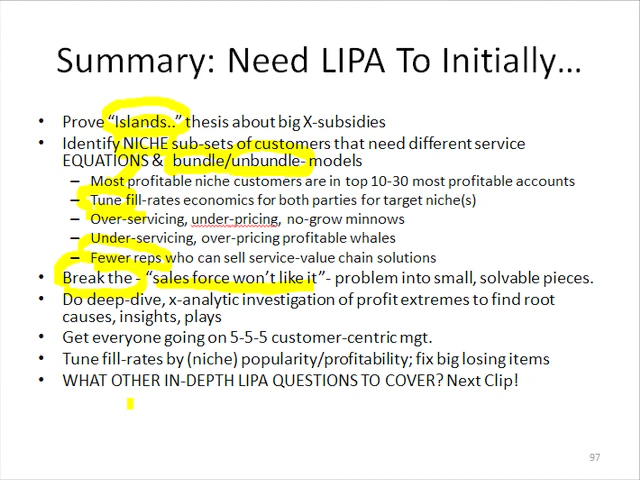 Summary: Need LIPA To Initially…
• Prove “Islands..” thesis about big X-subsidies
• Identify NICHE sub-sets of customers that need different service
EQUATIONS & bundle/unbundle- models
– Most profitable niche customers are in top 10-30 most profitable accounts
– Tune fill-rates economics for both parties for target niche(s)
– Over-servicing, under-pricing, no-grow minnows
– Under-servicing, over-pricing profitable whales
– Fewer reps who can sell service-value chain solutions
• Break the - “sales force won’t like it”- problem into small, solvable pieces.
• Do deep-dive, x-analytic investigation of profit extremes to find root
causes, insights, plays
• Get everyone going on 5-5-5 customer-centric mgt.
• Tune fill-rates by (niche) popularity/profitability; fix big losing items
• WHAT OTHER IN-DEPTH LIPA QUESTIONS TO COVER? Next Clip!
97